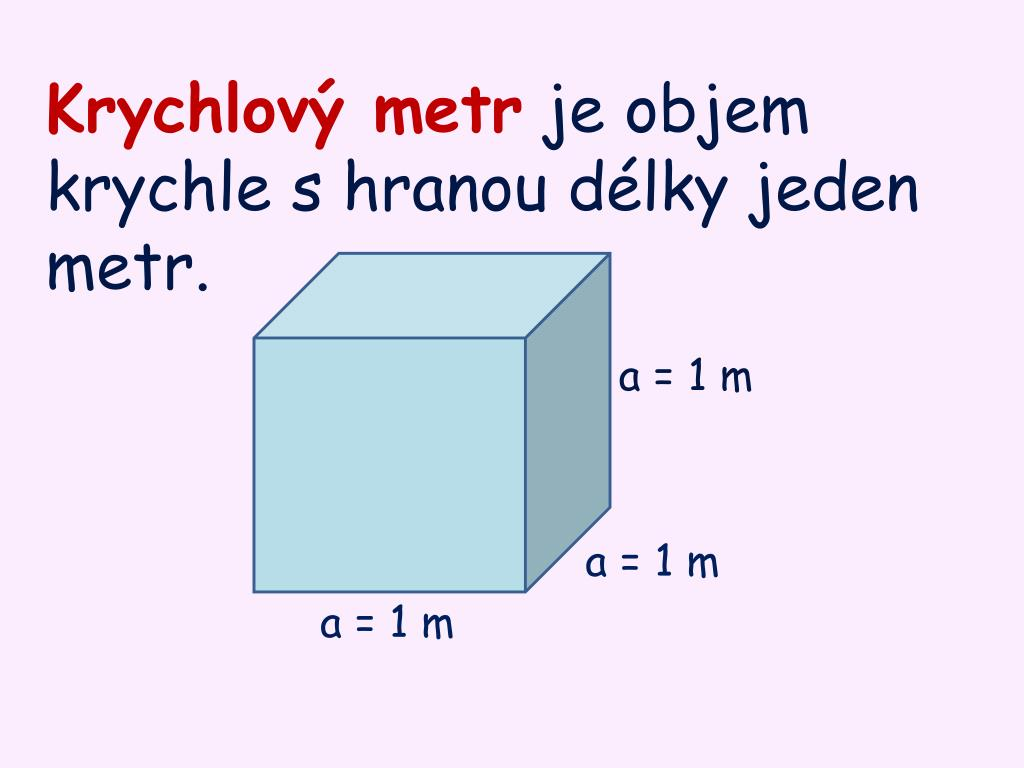 Krychlový metr je objem
krychle s hranou délky jeden
metr.
a = 1 m
a = 1 m
a = 1 m